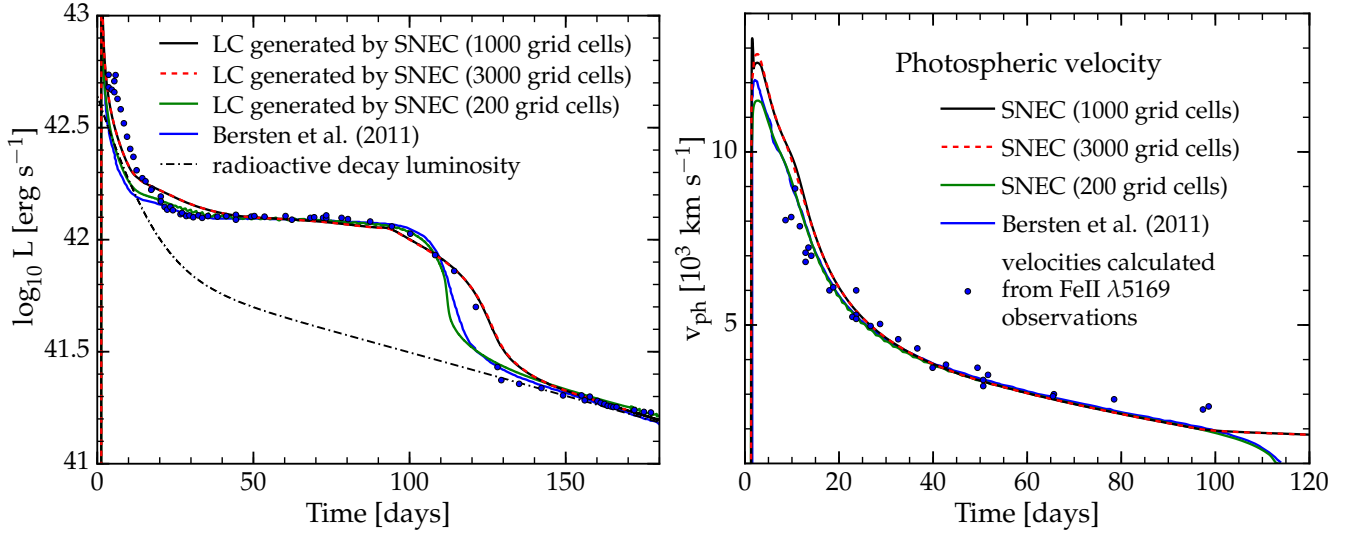 43
42.5
42
41.5
41
log₁₀ L [erg s⁻¹]
LC generated by SNEC (1000 grid cells)
LC generated by SNEC (3000 grid cells)
LC generated by SNEC (200 grid cells)
Bersten et al. (2011)
radioactive decay luminosity
0 50 100 150
Time [days]
10
5
v_ph [10³ km s⁻¹]
Photospheric velocity
SNEC (1000 grid cells)
SNEC (3000 grid cells)
SNEC (200 grid cells)
Bersten et al. (2011)
velocities calculated
from FeII λ5169
observations
0 20 40 60 80 100 120
Time [days]